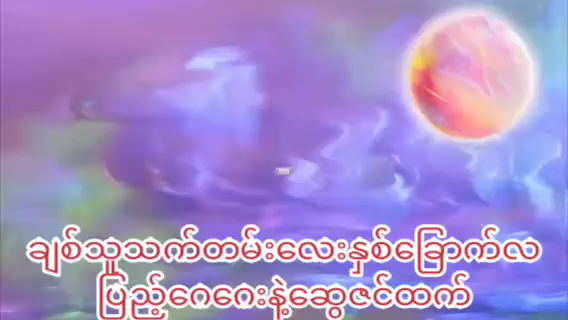 ချစ်သူသက်တမ်းလေးနှစ်ခြောက်လ
ပြည့်ဂေဂေးနဲ့ဆွေဇင်ထက်